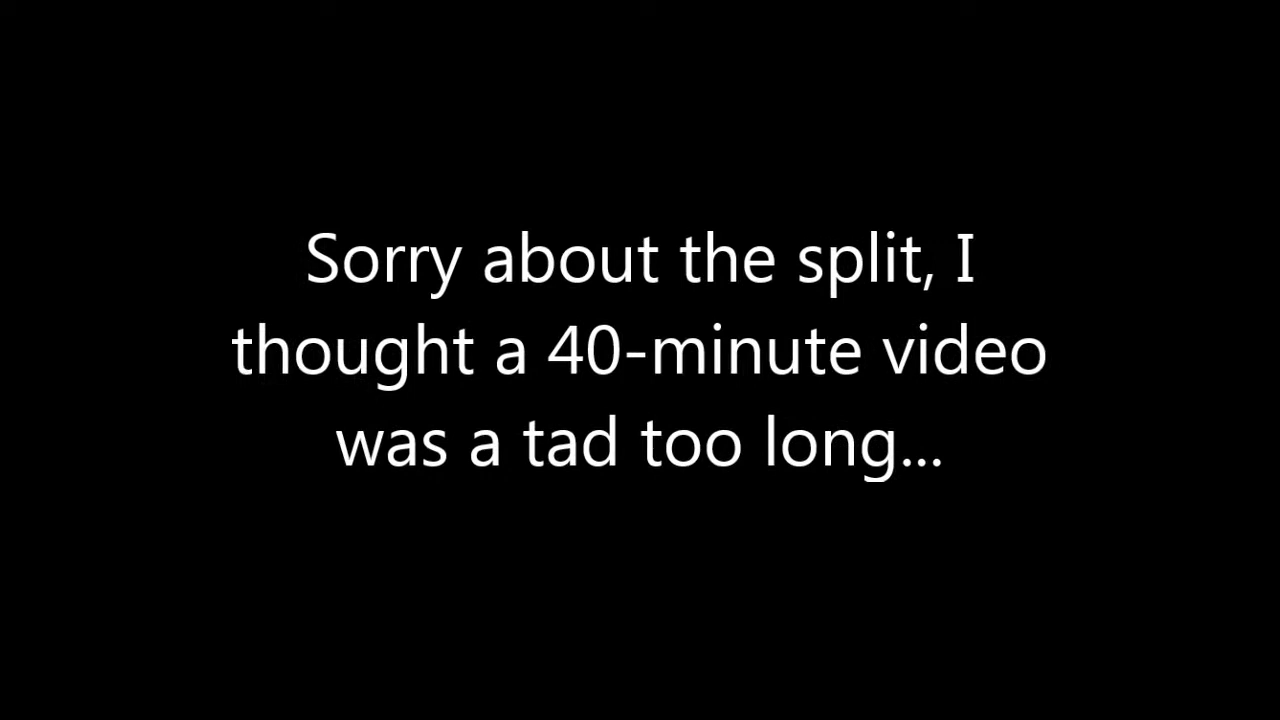 Sorry about the split, I
thought a 40-minute video
was a tad too long...